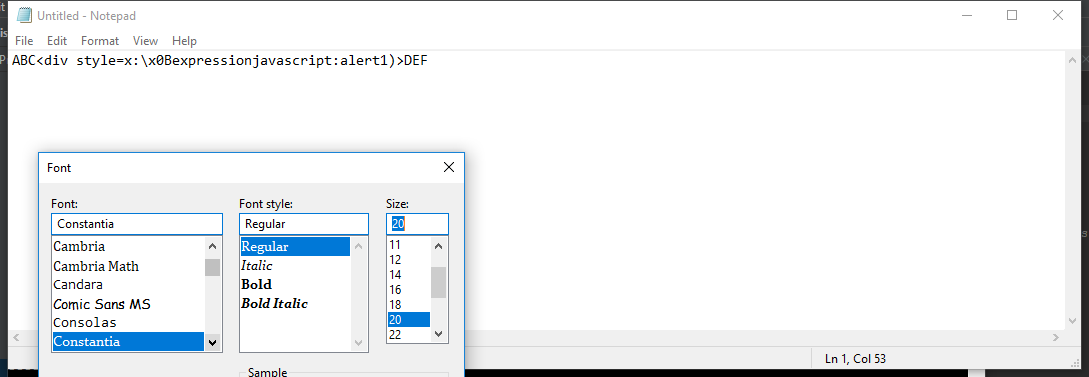 Untitled - Notepad
File Edit Format View Help
ABC<div style=x:\x0Bexpressionjavascript:alert1)>DEF
Font
Font: Font style: Size:
Constantia Regular 20
Cambria Regular 11
Cambria Math Italic 12
Candara Bold 14
Comic Sans MS Bold Italic 16
Consolas 18
Constantia 20
22
Sample
Ln 1, Col 53